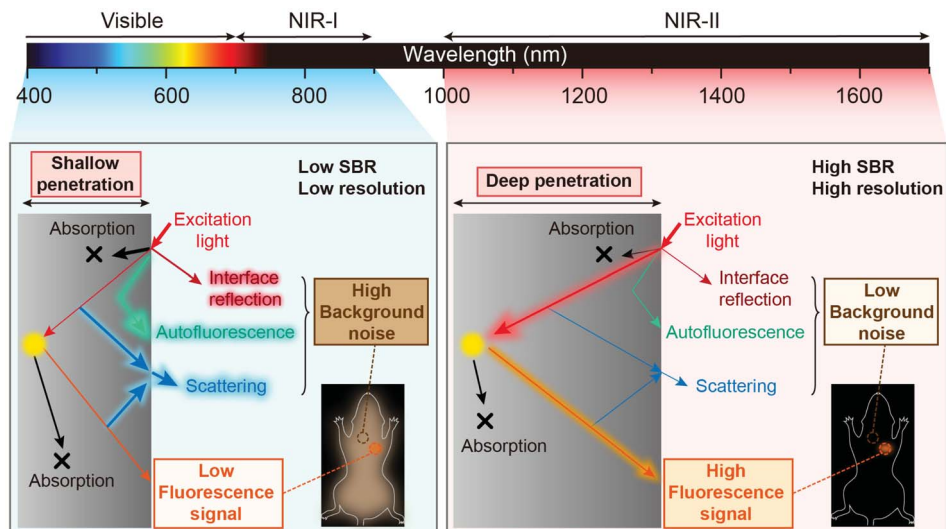 Visible
NIR-I
NIR-II
Wavelength (nm)
400
600
800
1000
1200
1400
1600
Shallow
penetration
Low SBR
Low resolution
Absorption
Excitation
light
Interface
reflection
Autofluorescence
Scattering
High
Background
noise
Absorption
Low
Fluorescence
signal
Deep penetration
High SBR
High resolution
Absorption
Excitation
light
Interface
reflection
Autofluorescence
Scattering
Low
Background
noise
Absorption
High
Fluorescence
signal